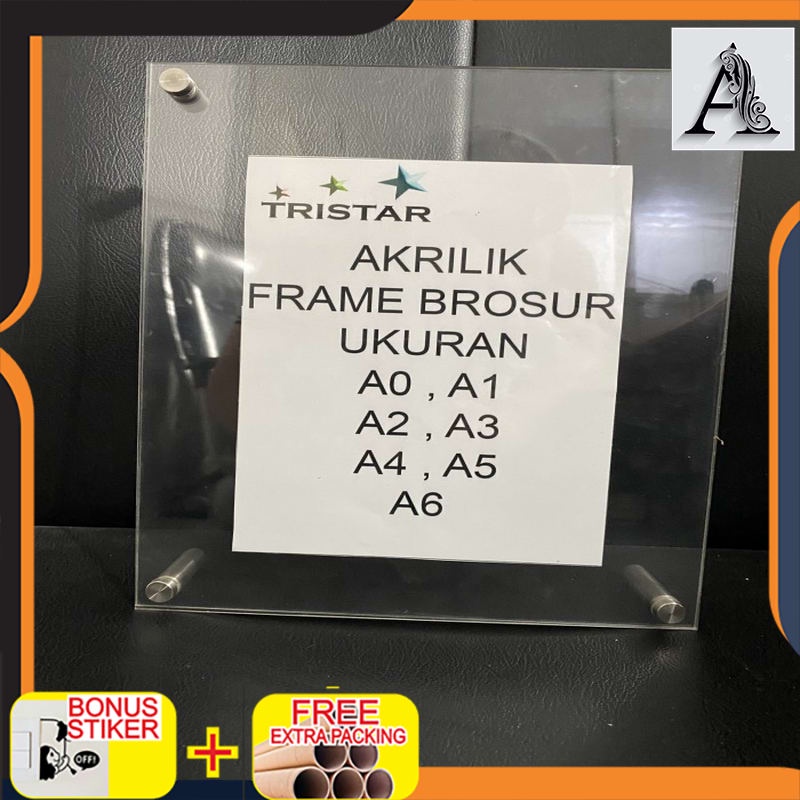 A
TRISTAR
AKRILIK
FRAME BROSUR
UKURAN
A0 , A1
A2 , A3
A4 , A5
A6
BONUS
STIKER
OFF!
+
FREE
EXTRA PACKING